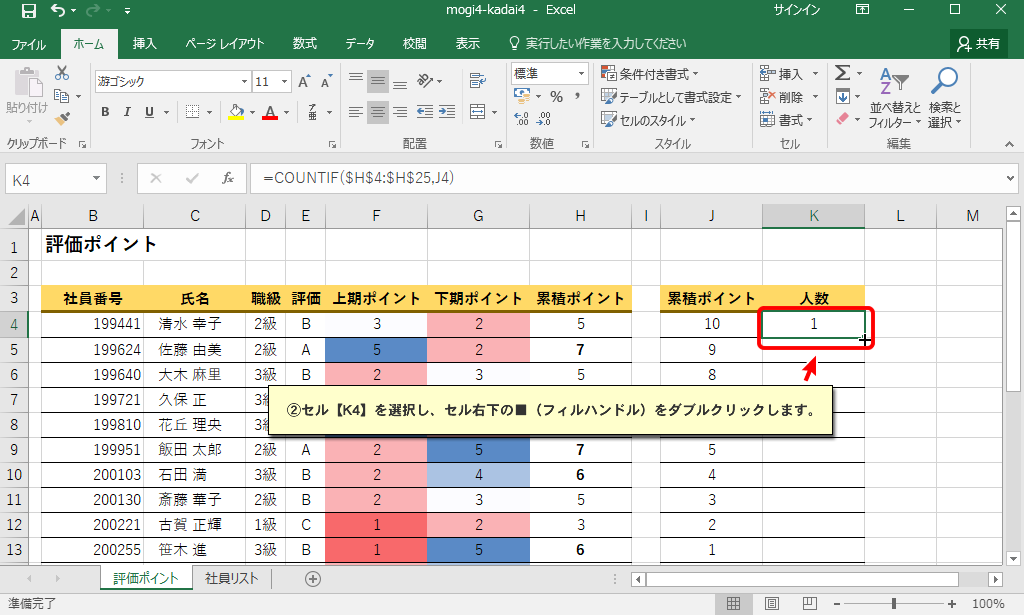 mogi4-kadai4 - Excel
サインイン
ファイル ホーム 挿入 ページ レイアウト 数式 データ 校閲 表示 実行したい作業を入力してください 共有
貼り付け
クリップボード
游ゴシック 11
B I U
フォント
配置
標準
% ,
数値
条件付き書式
テーブルとして書式設定
セルのスタイル
スタイル
挿入
削除
書式
セル
並べ替えと
フィルター
検索と
選択
編集
K4 fx =COUNTIF($H$4:$H$25,J4)
A B C D E F G H I J K L M
1 評価ポイント
2
3 社員番号 氏名 職級 評価 上期ポイント 下期ポイント 累積ポイント 累積ポイント 人数
4 199441 清水 幸子 2級 B 3 2 5 10 1
5 199624 佐藤 由美 2級 A 5 2 7 9
6 199640 大木 麻里 3級 B 2 3 5 8
7 199721 久保 正
8 199810 花丘 理央
②セル【K4】を選択し、セル右下の■（フィルハンドル）をダブルクリックします。
9 199951 飯田 太郎 2級 A 2 5 7 5
10 200103 石田 満 3級 B 2 4 6 4
11 200130 斎藤 華子 2級 B 2 3 5 3
12 200221 古賀 正輝 1級 C 1 2 3 2
13 200255 笹木 進 3級 B 1 5 6 1
評価ポイント 社員リスト
準備完了 100%